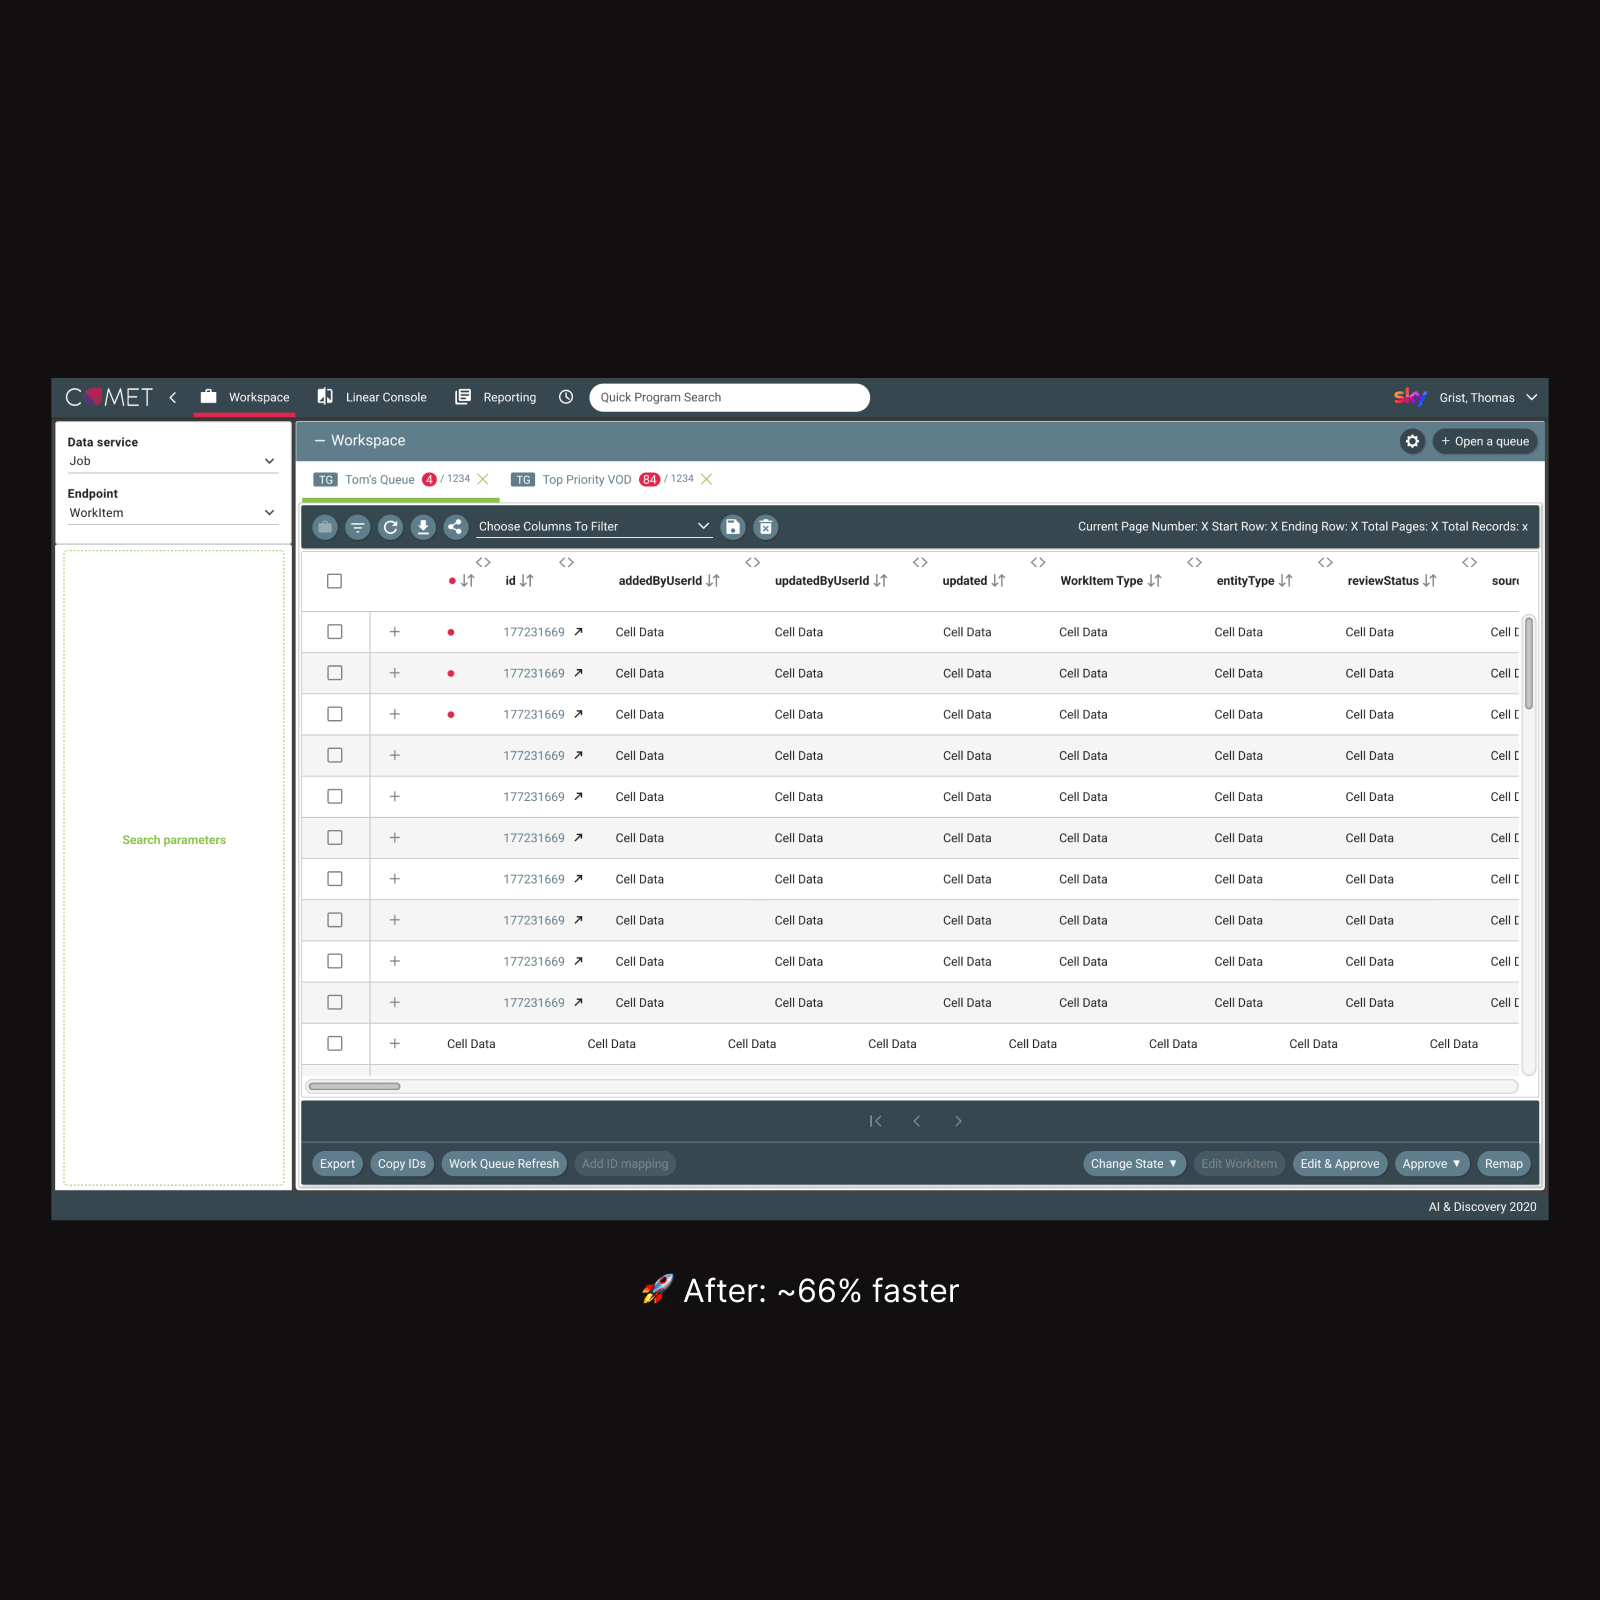 COMET Workspace Linear Console Reporting Quick Program Search sky Grist, Thomas
Data service
Job
Endpoint
WorkItem
Search parameters
Workspace + Open a queue
TG Tom's Queue 4 / 1234 TG Top Priority VOD 84 / 1234
Choose Columns To Filter Current Page Number: X Start Row: X Ending Row: X Total Pages: X Total Records: x
id addedByUserId updatedByUserId updated WorkItem Type entityType reviewStatus sourc
177231669 Cell Data Cell Data Cell Data Cell Data Cell Data Cell Data Cell
177231669 Cell Data Cell Data Cell Data Cell Data Cell Data Cell Data Cell
177231669 Cell Data Cell Data Cell Data Cell Data Cell Data Cell Data Cell
177231669 Cell Data Cell Data Cell Data Cell Data Cell Data Cell Data Cell
177231669 Cell Data Cell Data Cell Data Cell Data Cell Data Cell Data Cell
177231669 Cell Data Cell Data Cell Data Cell Data Cell Data Cell Data Cell
177231669 Cell Data Cell Data Cell Data Cell Data Cell Data Cell Data Cell
177231669 Cell Data Cell Data Cell Data Cell Data Cell Data Cell Data Cell
177231669 Cell Data Cell Data Cell Data Cell Data Cell Data Cell Data Cell
177231669 Cell Data Cell Data Cell Data Cell Data Cell Data Cell Data Cell
Cell Data Cell Data Cell Data Cell Data Cell Data Cell Data Cell Data Cell Data
Export Copy IDs Work Queue Refresh Add ID mapping Change State ▼ Edit WorkItem Edit & Approve Approve ▼ Remap
AI & Discovery 2020
🚀 After: ~66% faster